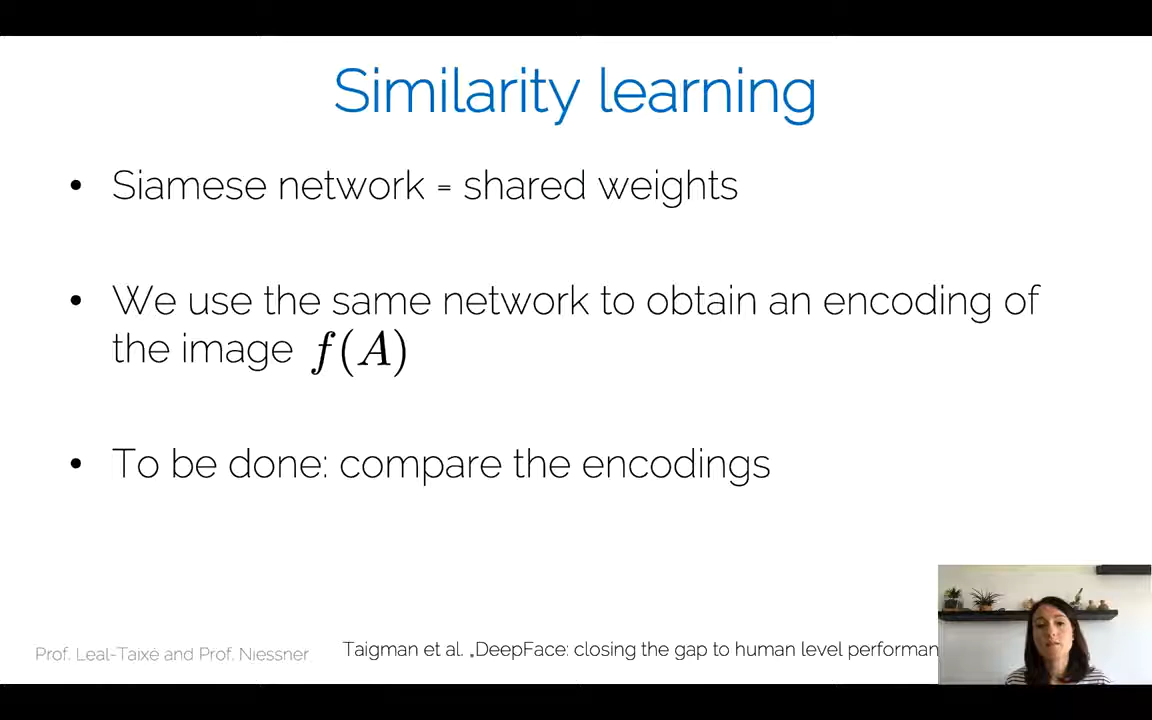 Similarity learning
• Siamese network = shared weights
• We use the same network to obtain an encoding of
the image f(A)
• To be done: compare the encodings
Prof. Leal-Taixé and Prof. Niessner
Taigman et al. „DeepFace: closing the gap to human level performan